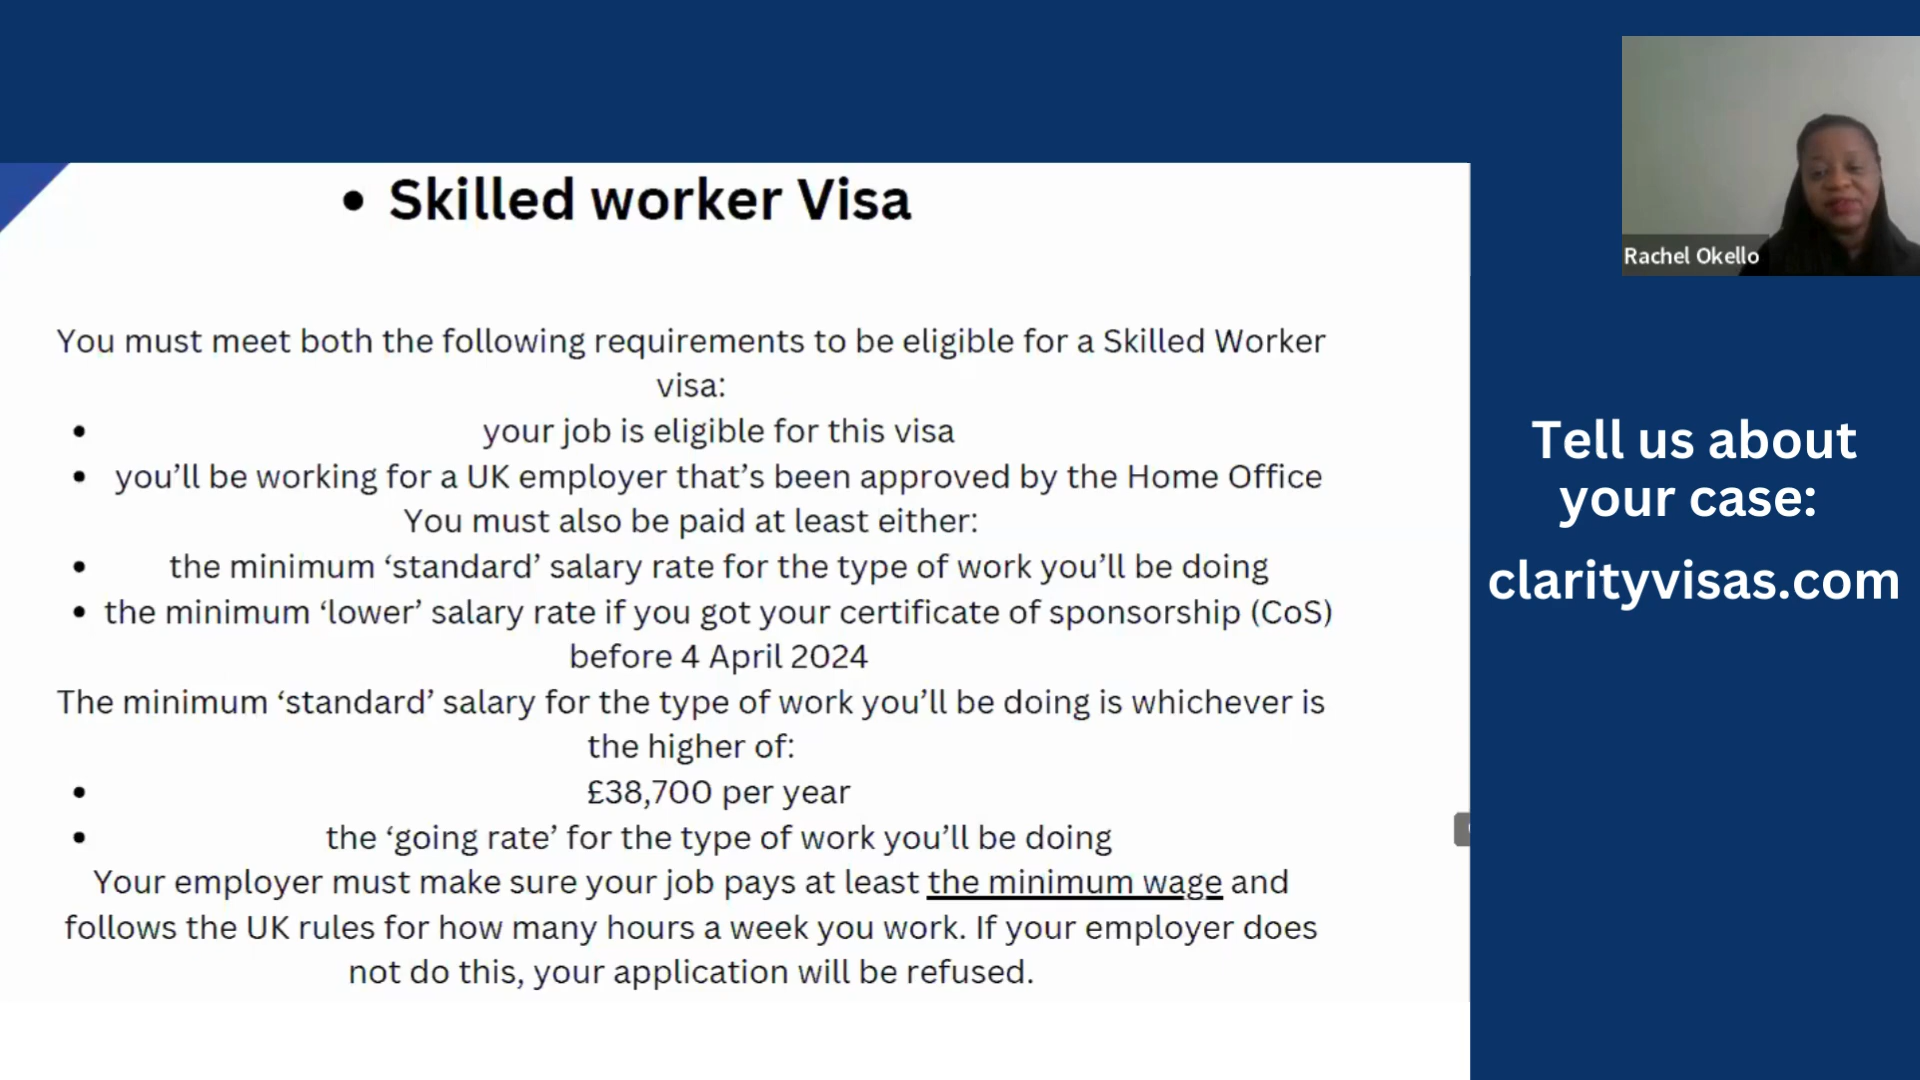 • Skilled worker Visa
You must meet both the following requirements to be eligible for a Skilled Worker
visa:
• your job is eligible for this visa
• you’ll be working for a UK employer that’s been approved by the Home Office
You must also be paid at least either:
• the minimum ‘standard’ salary rate for the type of work you’ll be doing
• the minimum ‘lower’ salary rate if you got your certificate of sponsorship (CoS)
before 4 April 2024
The minimum ‘standard’ salary for the type of work you’ll be doing is whichever is
the higher of:
• £38,700 per year
• the ‘going rate’ for the type of work you’ll be doing
Your employer must make sure your job pays at least the minimum wage and
follows the UK rules for how many hours a week you work. If your employer does
not do this, your application will be refused.
Rachel Okello
Tell us about
your case:
clarityvisas.com